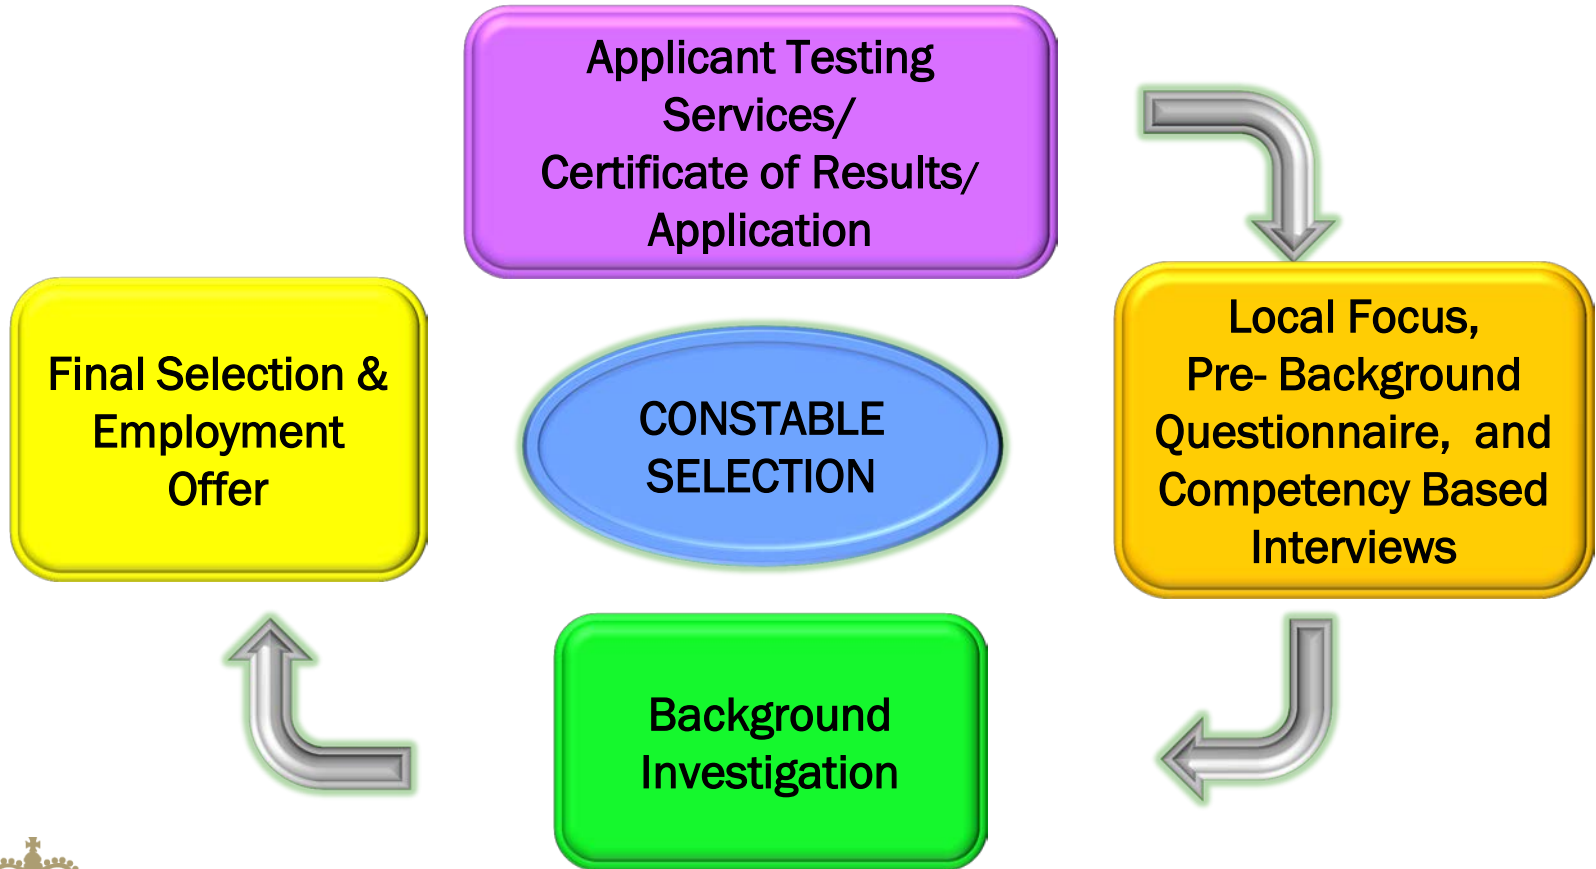 Applicant Testing
Services/
Certificate of Results/
Application
Final Selection &
Employment
Offer
CONSTABLE
SELECTION
Local Focus,
Pre- Background
Questionnaire, and
Competency Based
Interviews
Background
Investigation